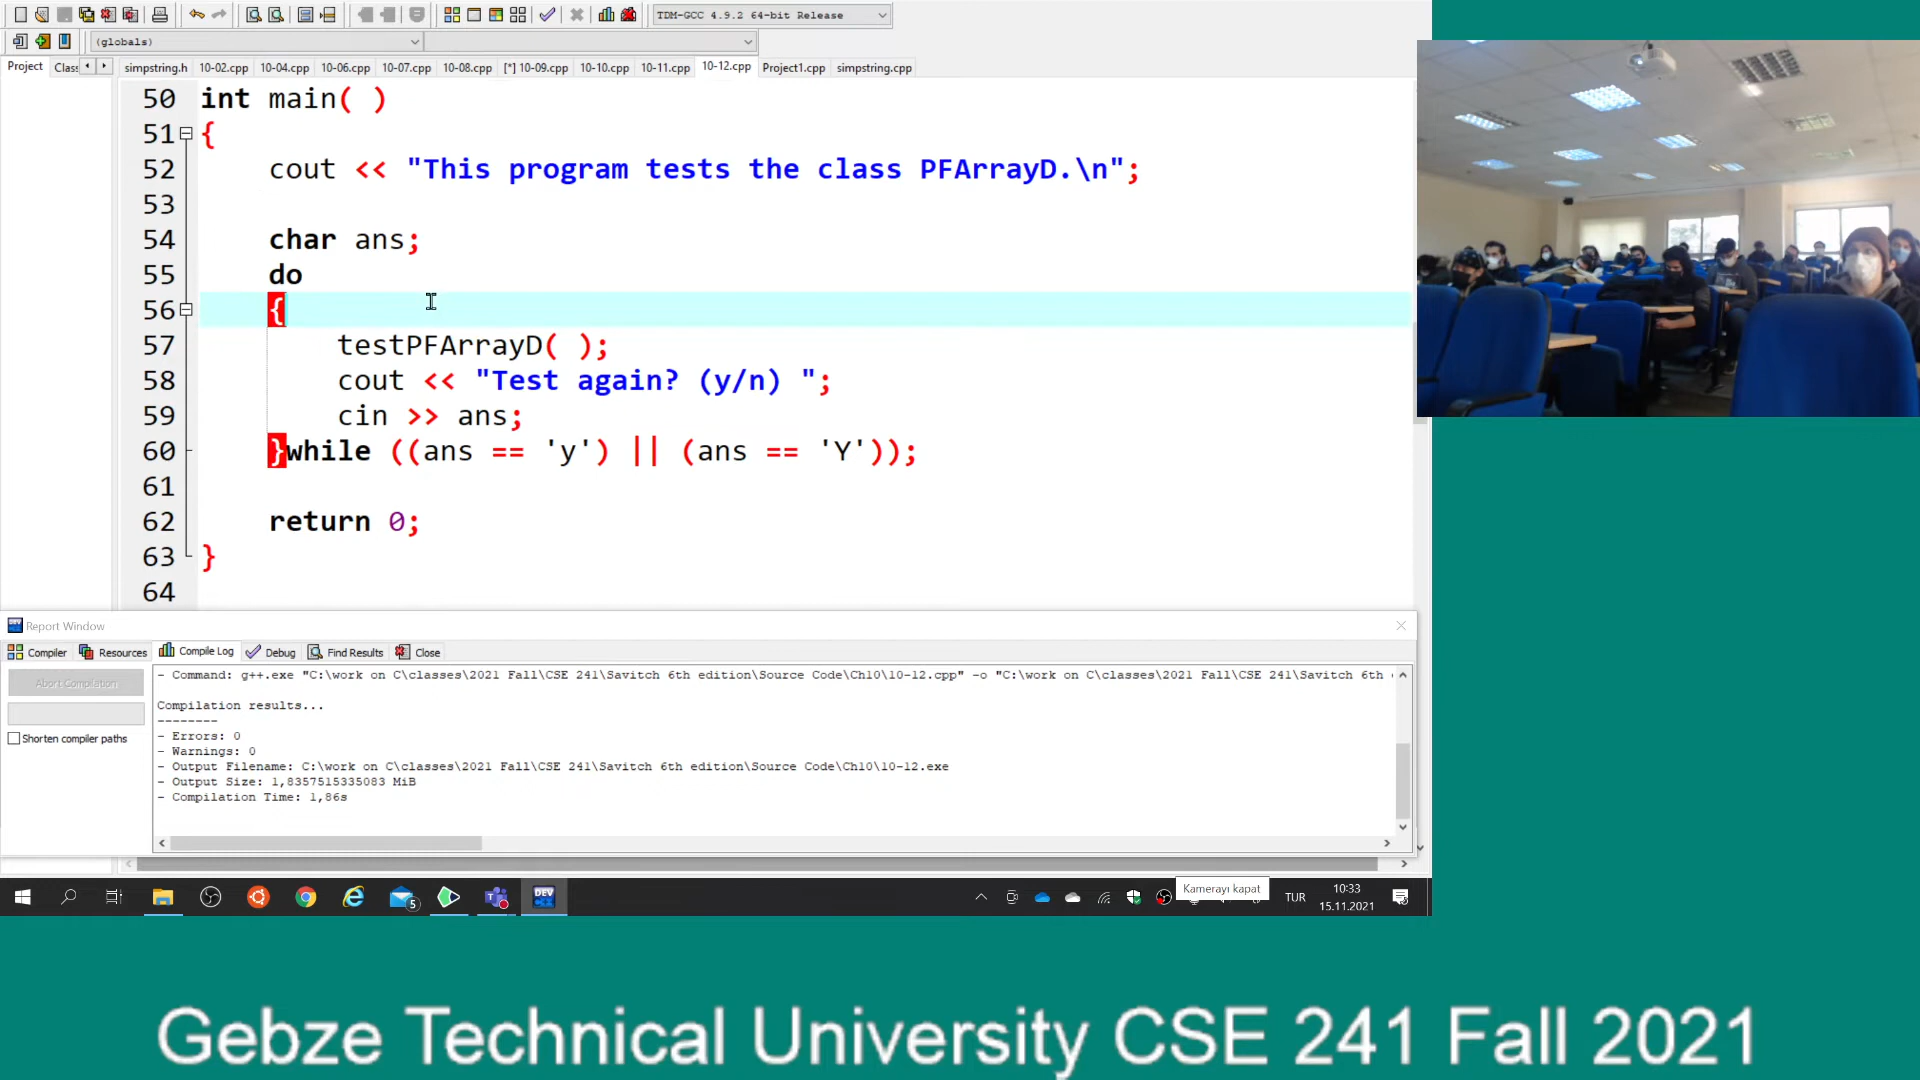 TDM-GCC 4.9.2 64-bit Release
(globals)
Project
Class
simpstring.h
10-02.cpp
10-04.cpp
10-06.cpp
10-07.cpp
10-08.cpp
[*] 10-09.cpp
10-10.cpp
10-11.cpp
10-12.cpp
Project1.cpp
simpstring.cpp
50 int main( )
51 {
52 cout << "This program tests the class PFArrayD.\n";
53
54 char ans;
55 do
56 {
57 testPFArrayD( );
58 cout << "Test again? (y/n) ";
59 cin >> ans;
60 }while ((ans == 'y') || (ans == 'Y'));
61
62 return 0;
63 }
64
Report Window
Compiler
Resources
Compile Log
Debug
Find Results
Close
Abort Compilation
Shorten compiler paths
- Command: g++.exe "C:\work on C\classes\2021 Fall\CSE 241\Savitch 6th edition\Source Code\Ch10\10-12.cpp" -o "C:\work on C\classes\2021 Fall\CSE 241\Savitch 6th
Compilation results...
--------
- Errors: 0
- Warnings: 0
- Output Filename: C:\work on C\classes\2021 Fall\CSE 241\Savitch 6th edition\Source Code\Ch10\10-12.exe
- Output Size: 1,8357515335083 MiB
- Compilation Time: 1,86s
5
DEV
Kamerayı kapat
TUR
10:33
15.11.2021
Gebze Technical University CSE 241 Fall 2021